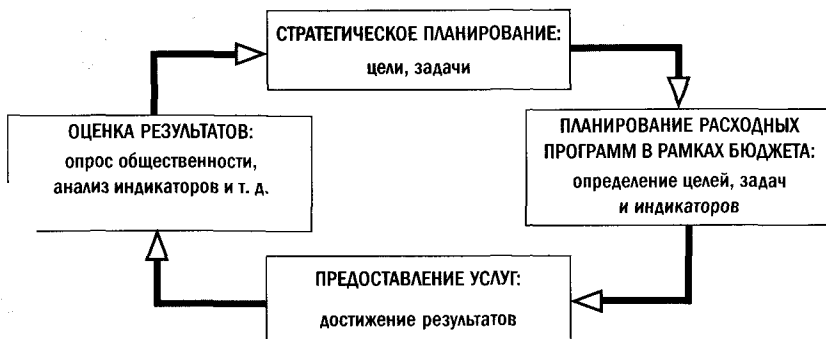 СТРАТЕГИЧЕСКОЕ ПЛАНИРОВАНИЕ:
цели, задачи
ПЛАНИРОВАНИЕ РАСХОДНЫХ
ПРОГРАММ В РАМКАХ БЮДЖЕТА:
определение целей, задач
и индикаторов
ПРЕДОСТАВЛЕНИЕ УСЛУГ:
достижение результатов
ОЦЕНКА РЕЗУЛЬТАТОВ:
опрос общественности,
анализ индикаторов и т. д.